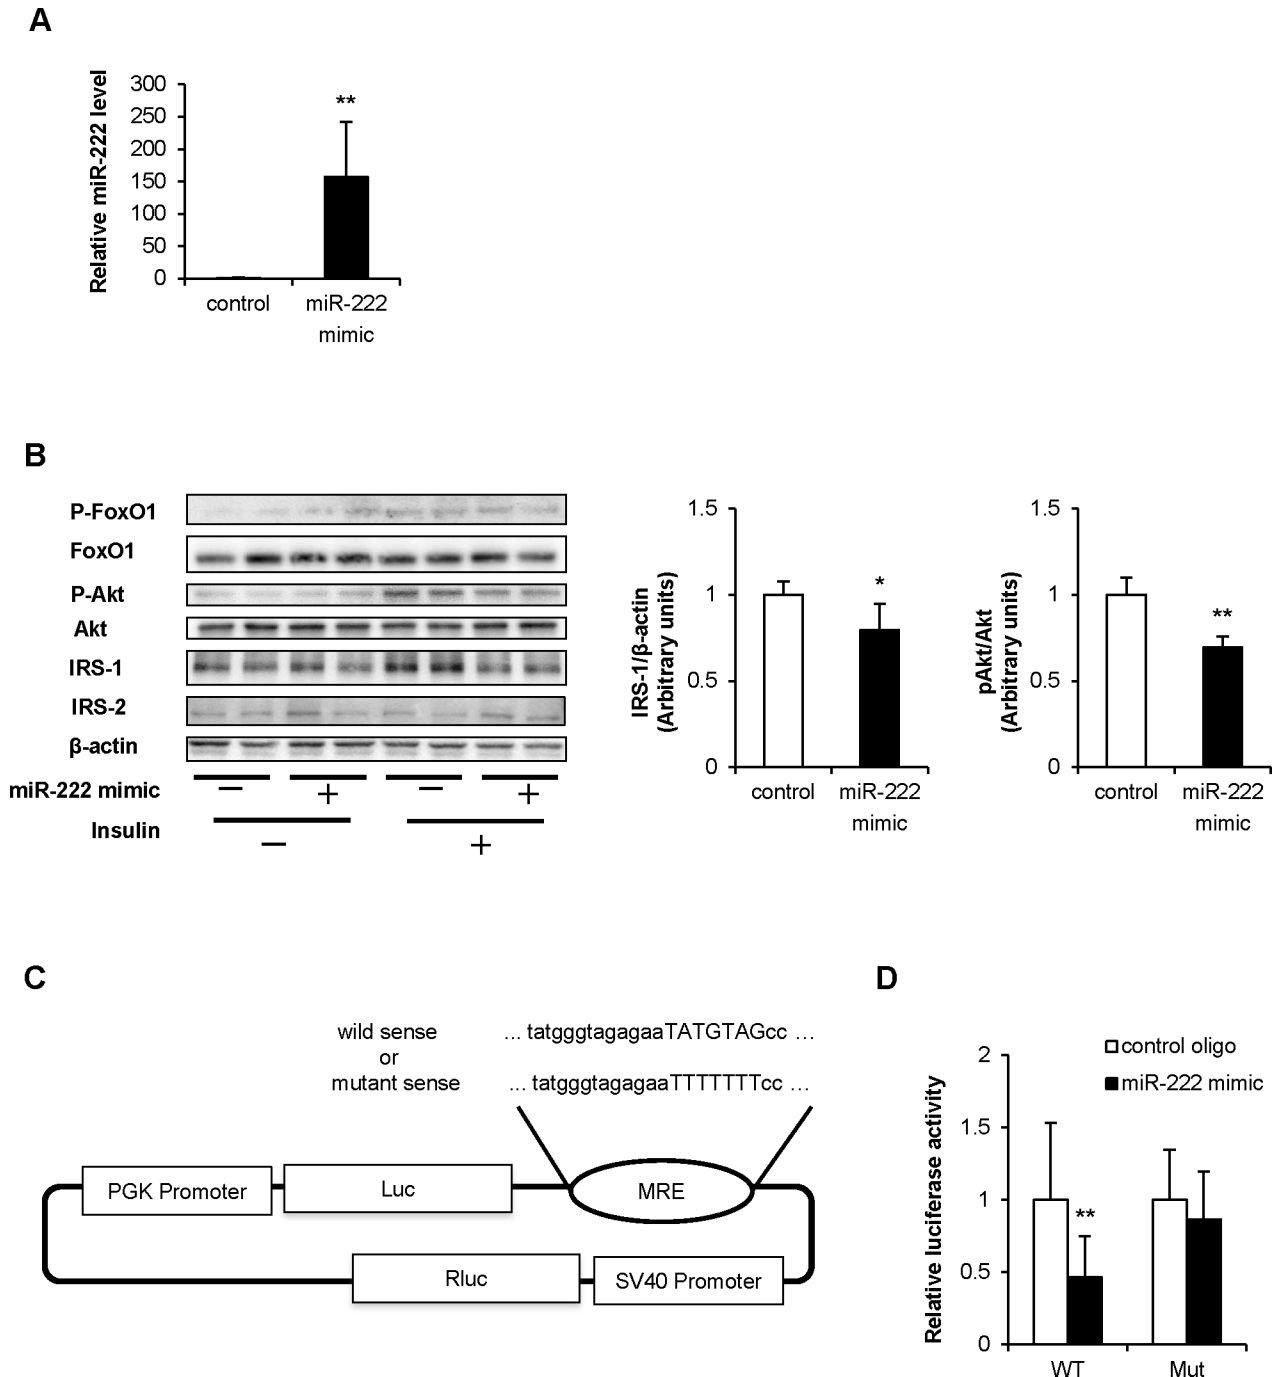 A
Relative miR-222 level
300
250
200
150
100
50
0
**
control
miR-222
mimic
B
P-FoxO1
FoxO1
P-Akt
Akt
IRS-1
IRS-2
β-actin
miR-222 mimic
− + − +
Insulin
− +
IRS-1/β-actin
(Arbitrary units)
1.5
1
0.5
0
*
control
miR-222
mimic
pAkt/Akt
(Arbitrary units)
1.5
1
0.5
0
**
control
miR-222
mimic
C
wild sense
... tatgggtagagaaTATGTAGcc ...
or
mutant sense
... tatgggtagagaaTTTTTTTcc ...
PGK Promoter
Luc
MRE
Rluc
SV40 Promoter
D
control oligo
miR-222 mimic
Relative luciferase activity
2
1.5
1
0.5
0
**
WT
Mut